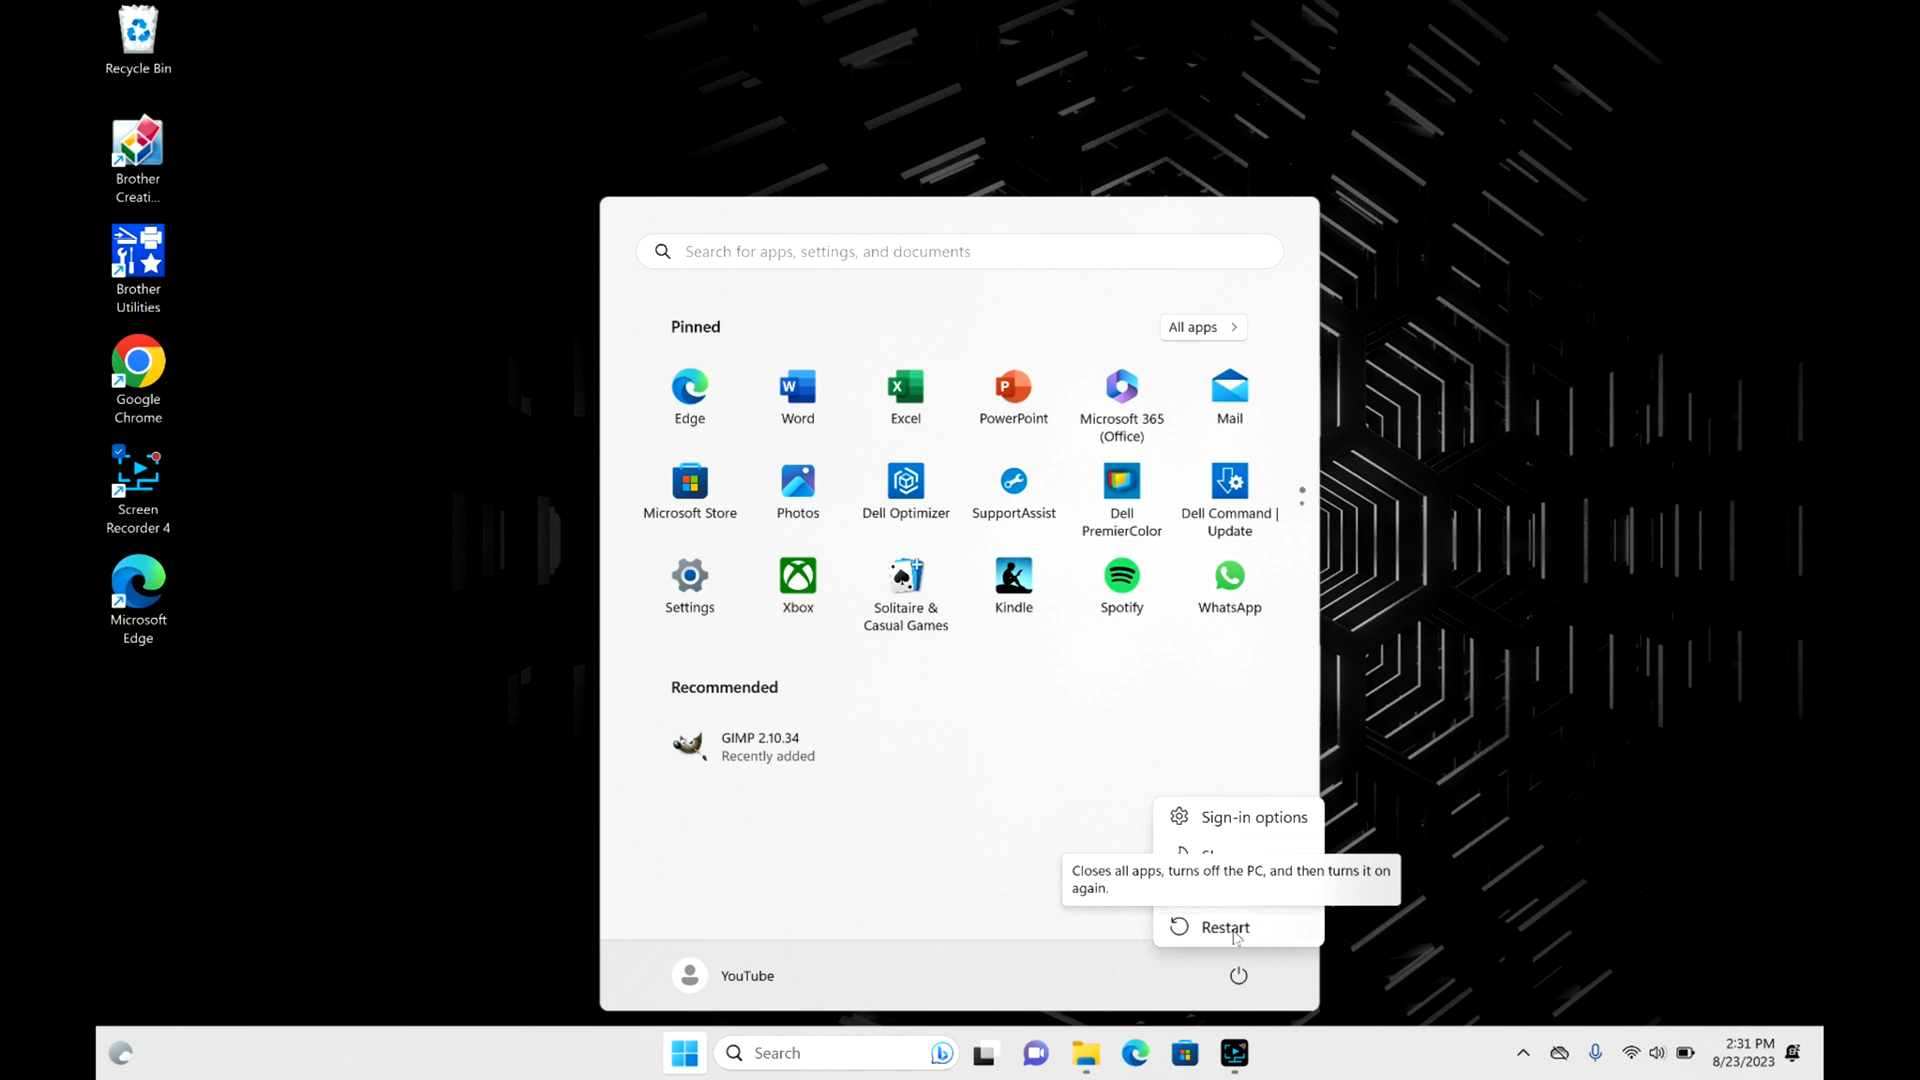 Recycle Bin
Brother
Creati...
Brother
Utilities
Google
Chrome
Screen
Recorder 4
Microsoft
Edge
Search for apps, settings, and documents
Pinned
All apps
Edge
Word
Excel
PowerPoint
Microsoft 365
(Office)
Mail
Microsoft Store
Photos
Dell Optimizer
SupportAssist
Dell
PremierColor
Dell Command |
Update
Settings
Xbox
Solitaire &
Casual Games
Kindle
Spotify
WhatsApp
Recommended
GIMP 2.10.34
Recently added
Sign-in options
Closes all apps, turns off the PC, and then turns it on
again.
Restart
YouTube
Search
2:31 PM
8/23/2023